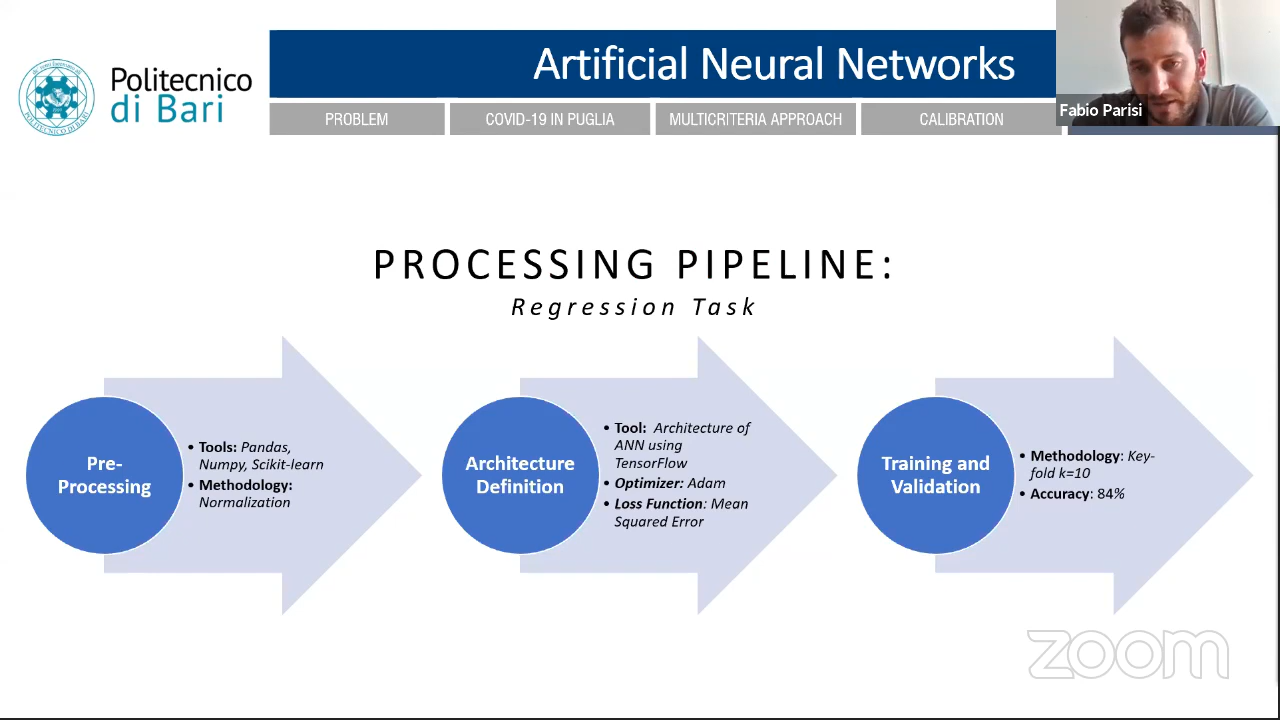 Artificial Neural Networks
Politecnico
di Bari
Fabio Parisi
PROBLEM
COVID-19 IN PUGLIA
MULTICRITERIA APPROACH
CALIBRATION
PROCESSING PIPELINE:
Regression Task
Pre-
Processing
• Tools: Pandas,
Numpy, Scikit-learn
• Methodology:
Normalization
Architecture
Definition
• Tool: Architecture of
ANN using
TensorFlow
• Optimizer: Adam
• Loss Function: Mean
Squared Error
Training and
Validation
• Methodology: Key-
fold k=10
• Accuracy: 84%
zoom